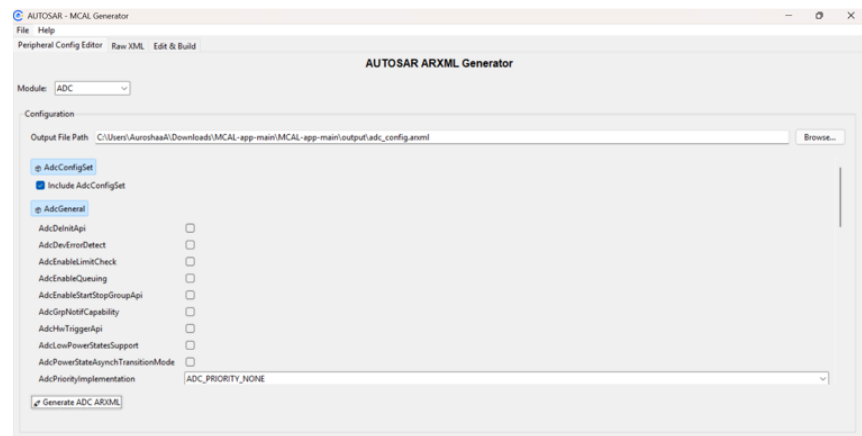 AUTOSAR - MCAL Generator
File Help
Peripheral Config Editor Raw XML Edit & Build
AUTOSAR ARXML Generator
Module: ADC
Configuration
Output File Path C:\Users\AuroshaaA\Downloads\MCAL-app-main\MCAL-app-main\output\adc_config.arxml Browse...
AdcConfigSet
Include AdcConfigSet
AdcGeneral
AdcDeInitApi
AdcDevErrorDetect
AdcEnableLimitCheck
AdcEnableQueuing
AdcEnableStartStopGroupApi
AdcGrpNotifCapability
AdcHwTriggerApi
AdcLowPowerStatesSupport
AdcPowerStateAsynchTransitionMode
AdcPriorityImplementation ADC_PRIORITY_NONE
Generate ADC ARXML